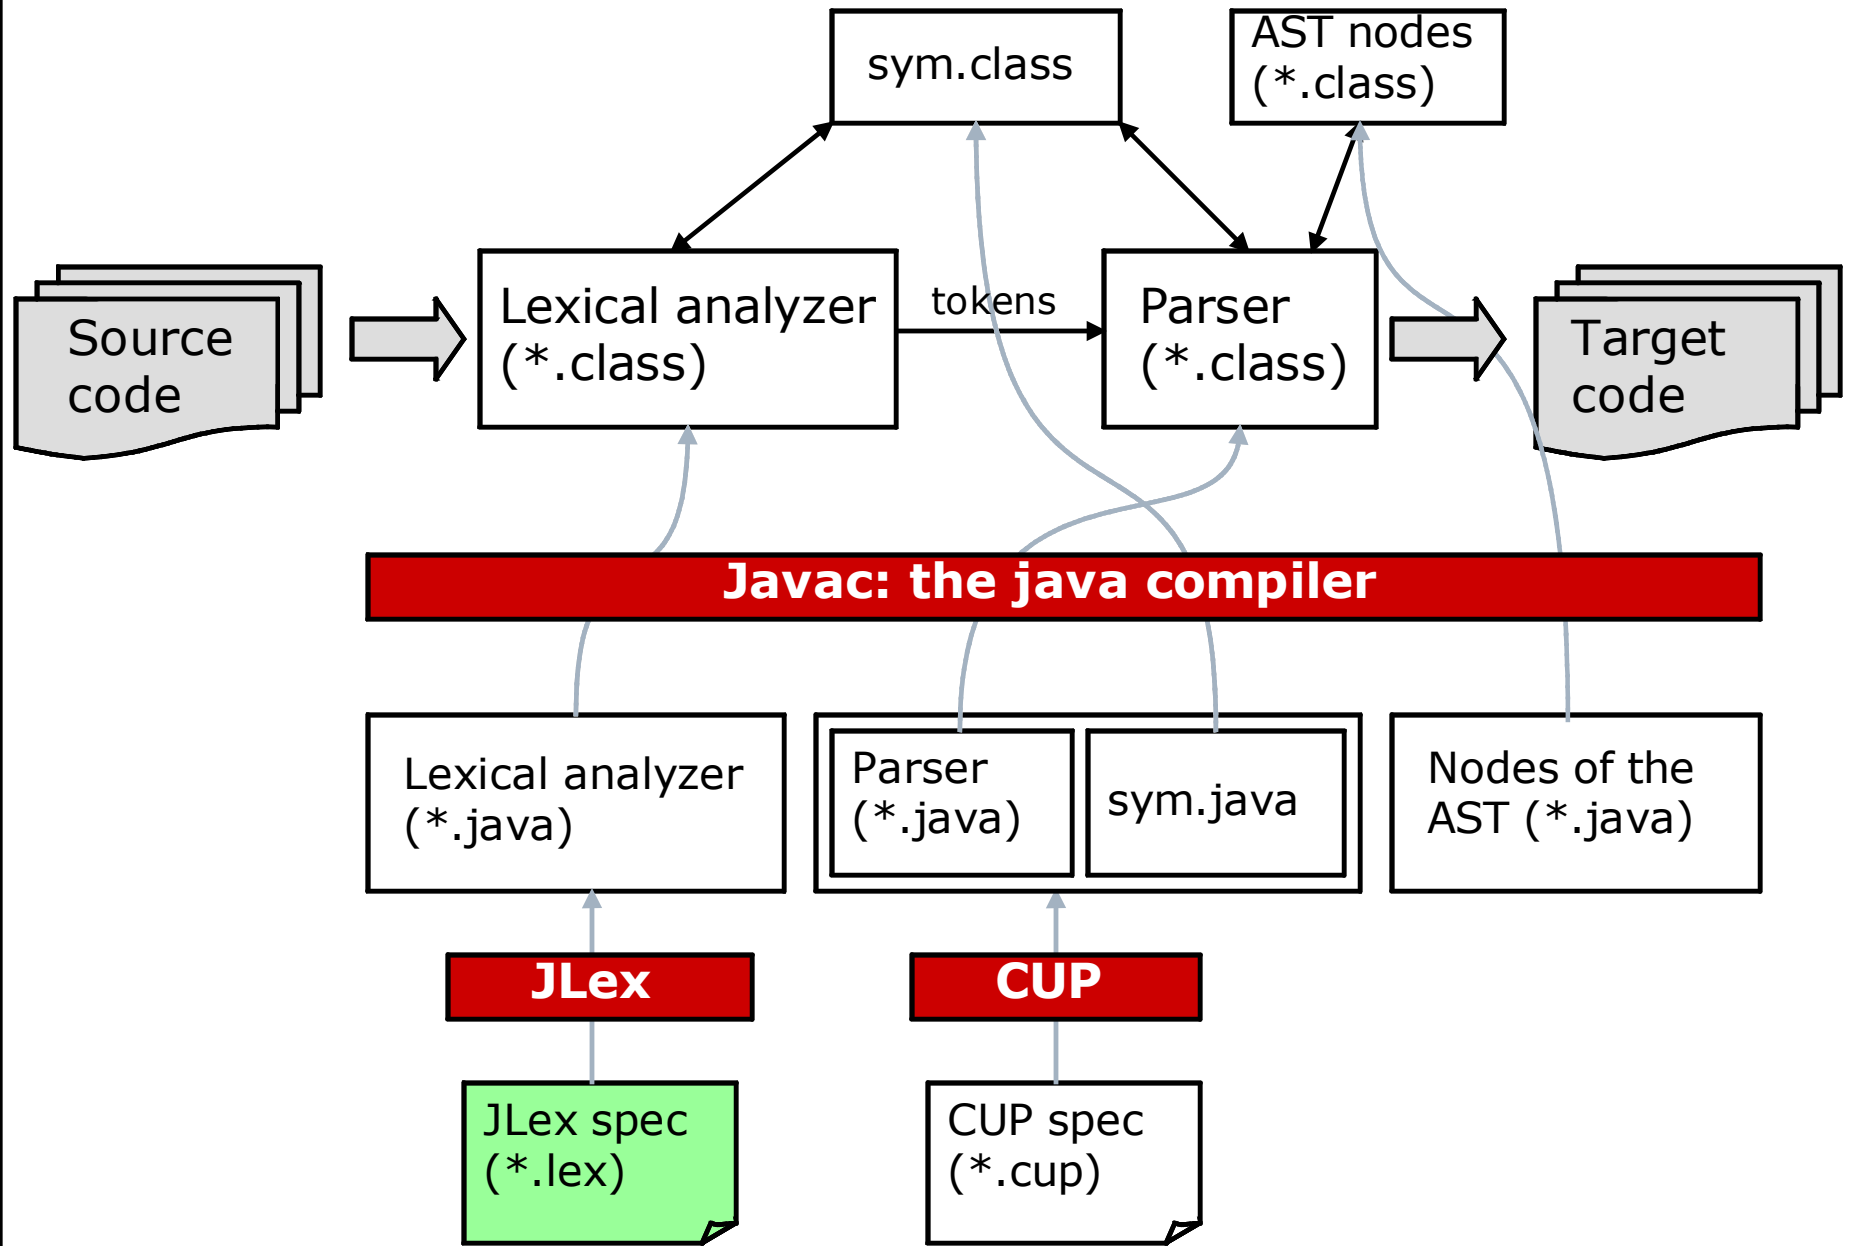 sym.class
AST nodes
(*.class)
Source
code
Lexical analyzer
(*.class)
tokens
Parser
(*.class)
Target
code
Javac: the java compiler
Lexical analyzer
(*.java)
Parser
(*.java)
sym.java
Nodes of the
AST (*.java)
JLex
CUP
JLex spec
(*.lex)
CUP spec
(*.cup)